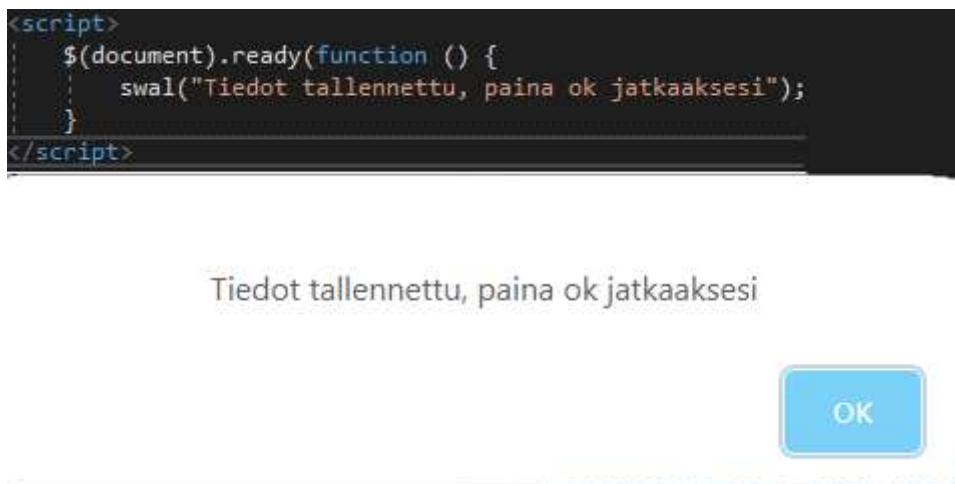 <script>
$(document).ready(function () {
swal("Tiedot tallennettu, paina ok jatkaaksesi");
}
</script>
Tiedot tallennettu, paina ok jatkaaksesi
OK